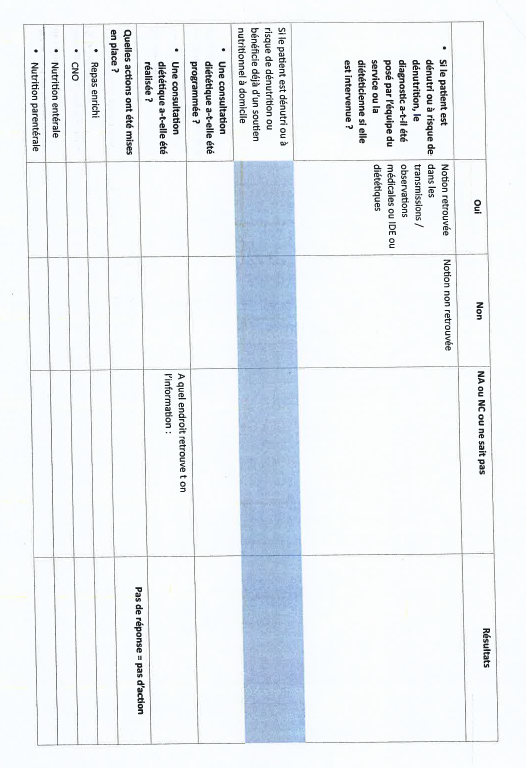 Oui
Non
NA ou NC ou ne sait pas
Résultats
• Si le patient est
dénutri ou à risque de
dénutrition, le
diagnostic a-t-il été
posé par l'équipe du
service ou la
diététicienne si elle
est intervenue ?
Notion retrouvée
dans les
transmissions /
observations
médicales ou IDE ou
diététiques
Notion non retrouvée
Si le patient est dénutri ou à
risque de dénutrition ou
bénéficie déjà d'un soutien
nutritionnel à domicile
• Une consultation
diététique a-t-elle été
programmée ?
• Une consultation
diététique a-t-elle été
réalisée ?
A quel endroit retrouve t on
l'information :
Quelles actions ont été mises
en place ?
Pas de réponse = pas d'action
• Repas enrichi
• CNO
• Nutrition entérale
• Nutrition parentérale